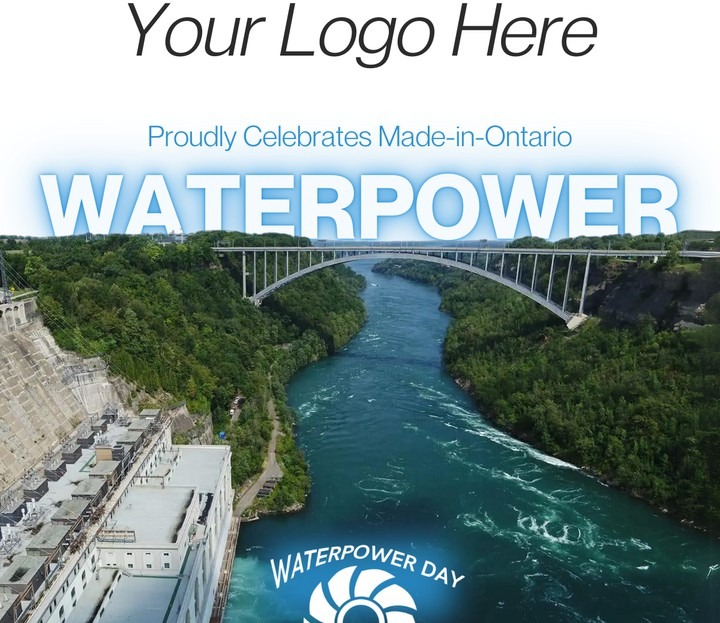 Your Logo Here
Proudly Celebrates Made-in-Ontario
WATERPOWER
WATERPOWER DAY